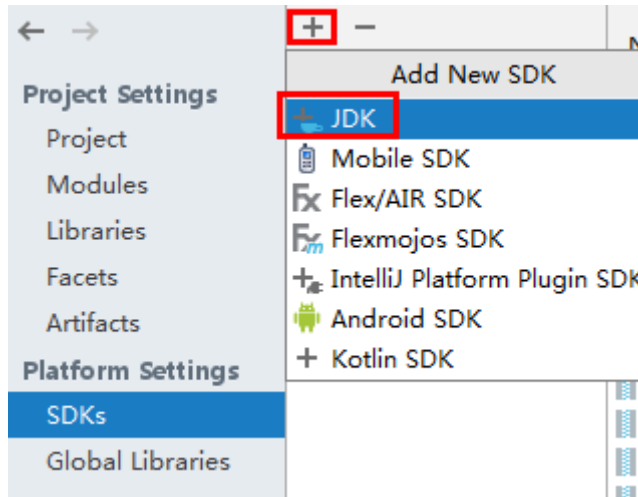 Project Settings
Project
Modules
Libraries
Facets
Artifacts
Platform Settings
SDKs
Global Libraries
Add New SDK
JDK
Mobile SDK
Flex/AIR SDK
Flexmojos SDK
IntelliJ Platform Plugin SDK
Android SDK
Kotlin SDK